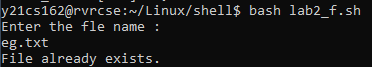 y21cs162@rvrcse:~/Linux/shell$ bash lab2_f.sh
Enter the fle name :
eg.txt
File already exists.